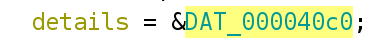 details = &DAT_000040c0;